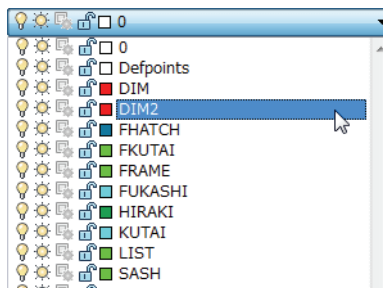 0
0
Defpoints
DIM
DIM2
FHATCH
FKUTAI
FRAME
FUKASHI
HIRAKI
KUTAI
LIST
SASH